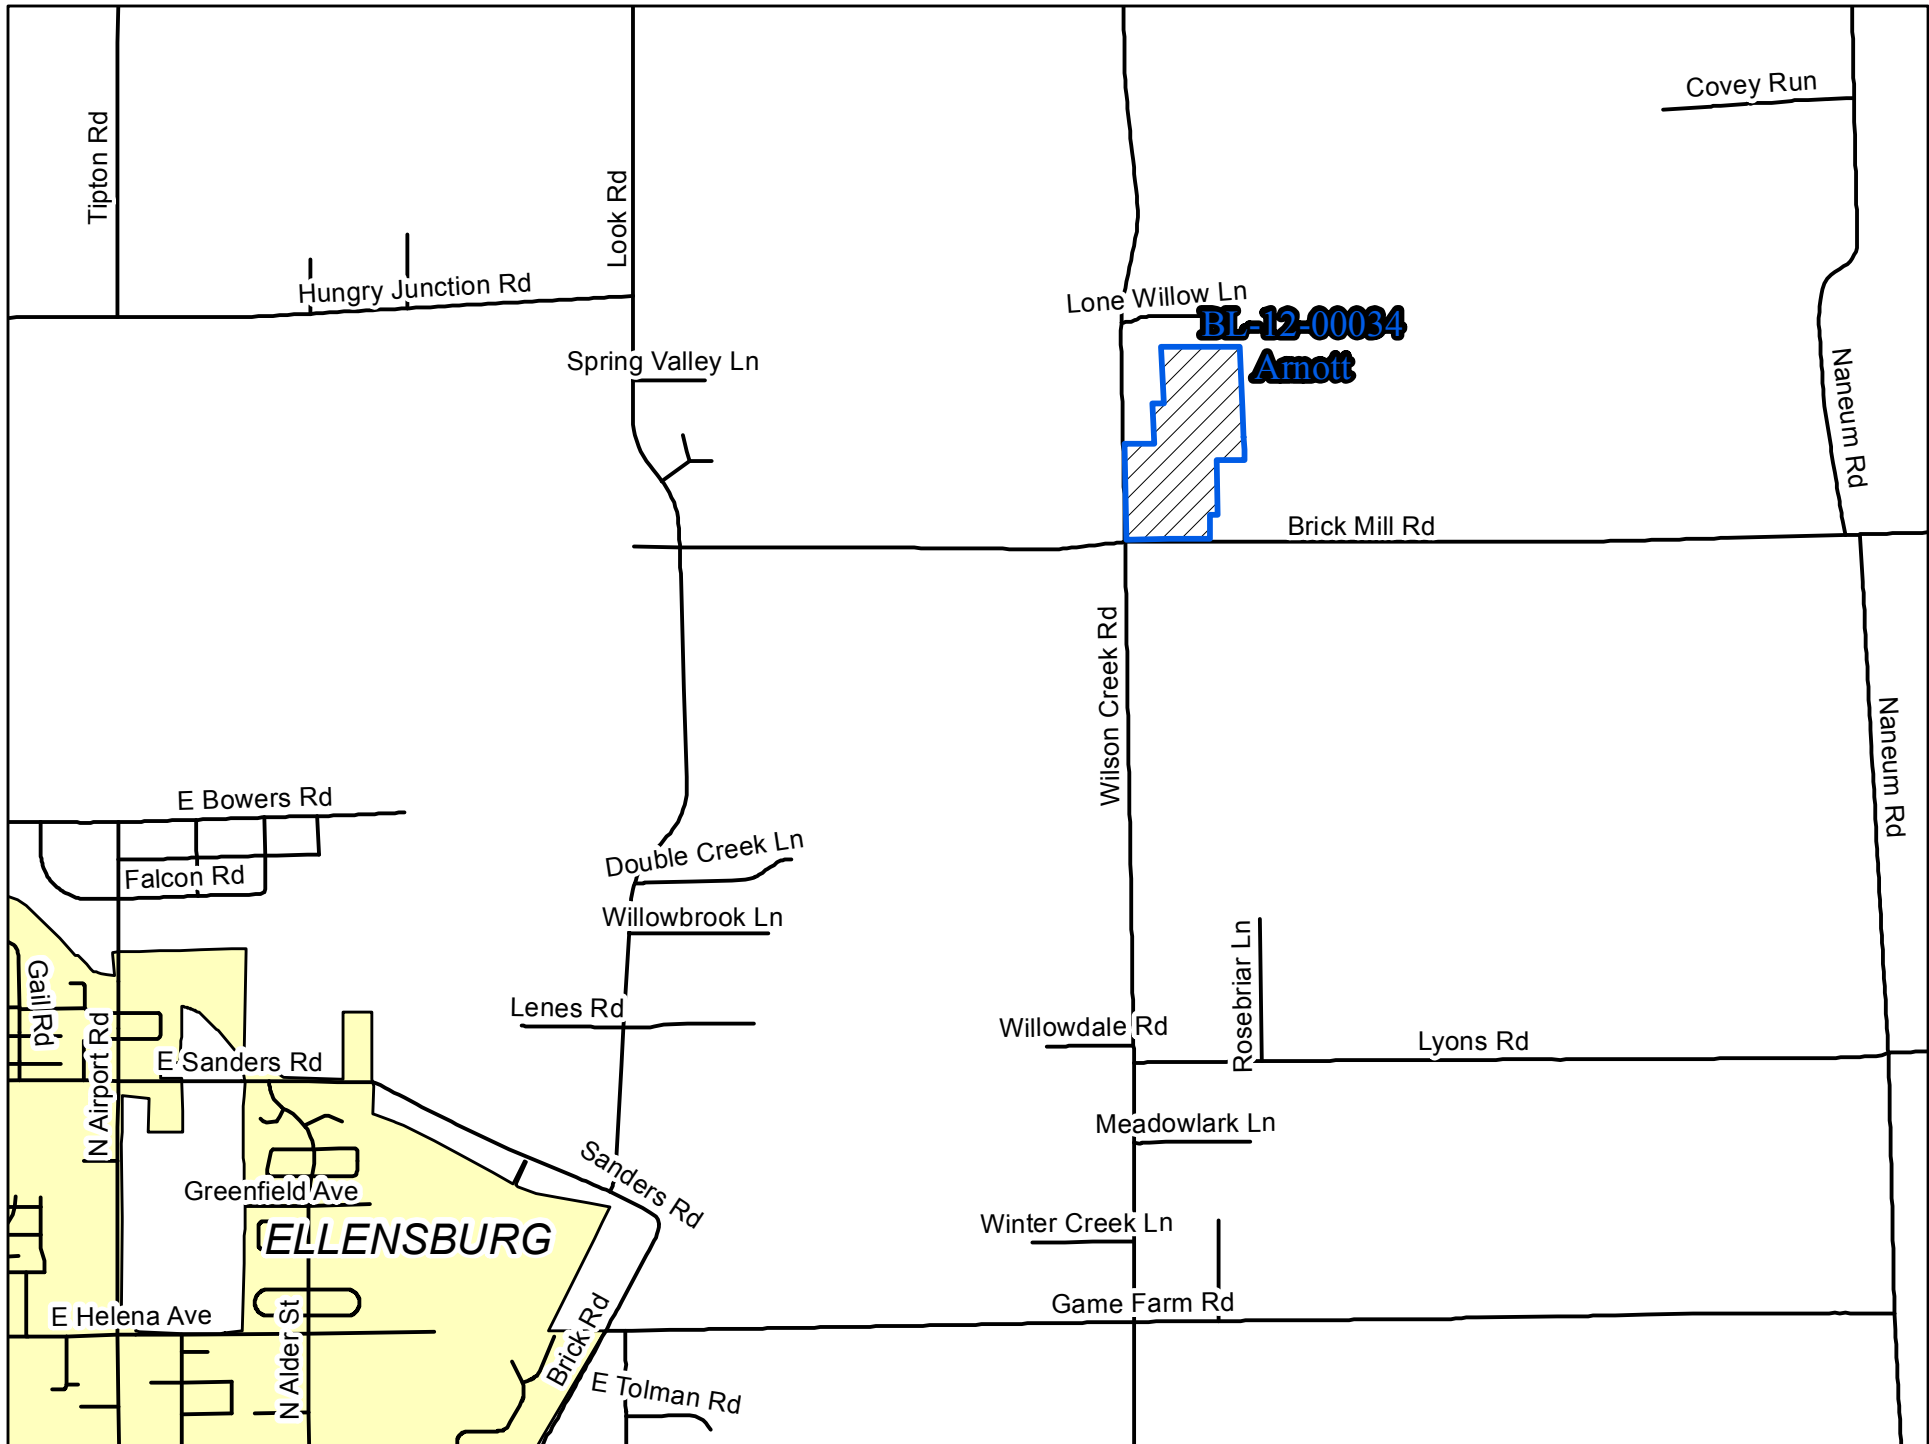 Covey Run
Tipton Rd
Look Rd
Hungry Junction Rd
Lone Willow Ln
BL-12-00034
Arnott
Spring Valley Ln
Naneum Rd
Brick Mill Rd
Wilson Creek Rd
Naneum Rd
E Bowers Rd
Double Creek Ln
Falcon Rd
Willowbrook Ln
Gail Rd
Rosebriar Ln
Lenes Rd
Willowdale Rd
Lyons Rd
N Airport Rd
E Sanders Rd
Meadowlark Ln
Sanders Rd
Greenfield Ave
Winter Creek Ln
ELLENSBURG
Game Farm Rd
E Helena Ave
N Alder St
Brick Rd
E Tolman Rd